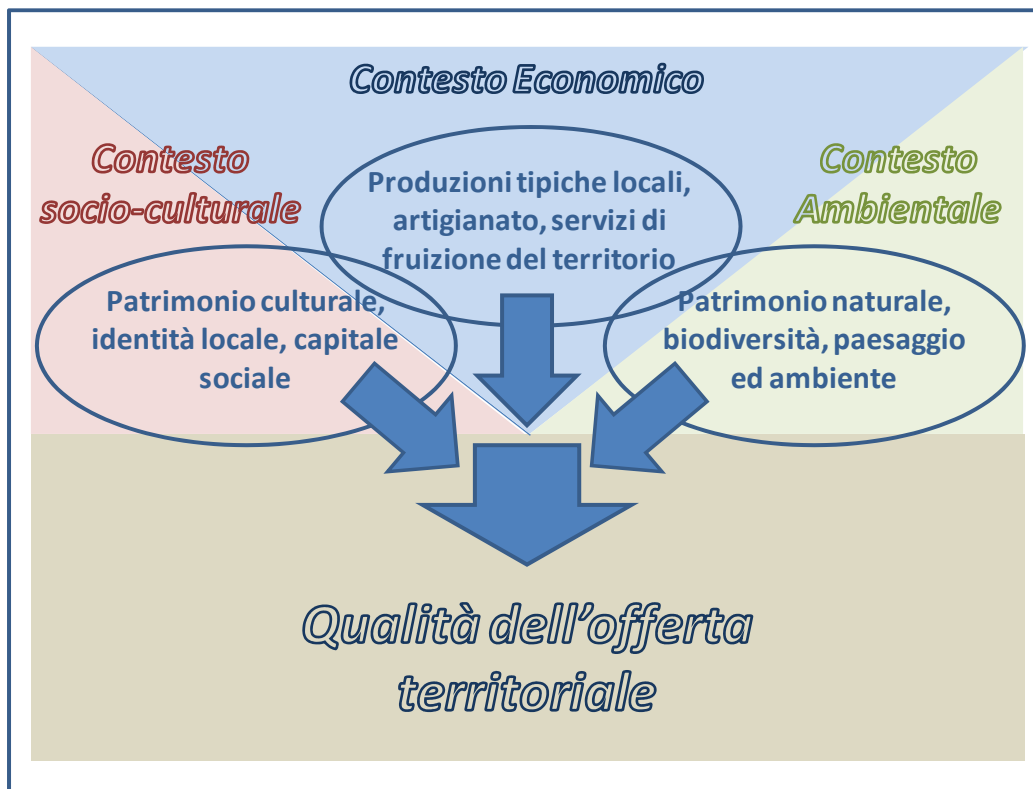 Contesto Economico
Contesto
socio-culturale
Produzioni tipiche locali,
artigianato, servizi di
fruizione del territorio
Contesto
Ambientale
Patrimonio culturale,
identità locale, capitale
sociale
Patrimonio naturale,
biodiversità, paesaggio
ed ambiente
Qualità dell'offerta
territoriale